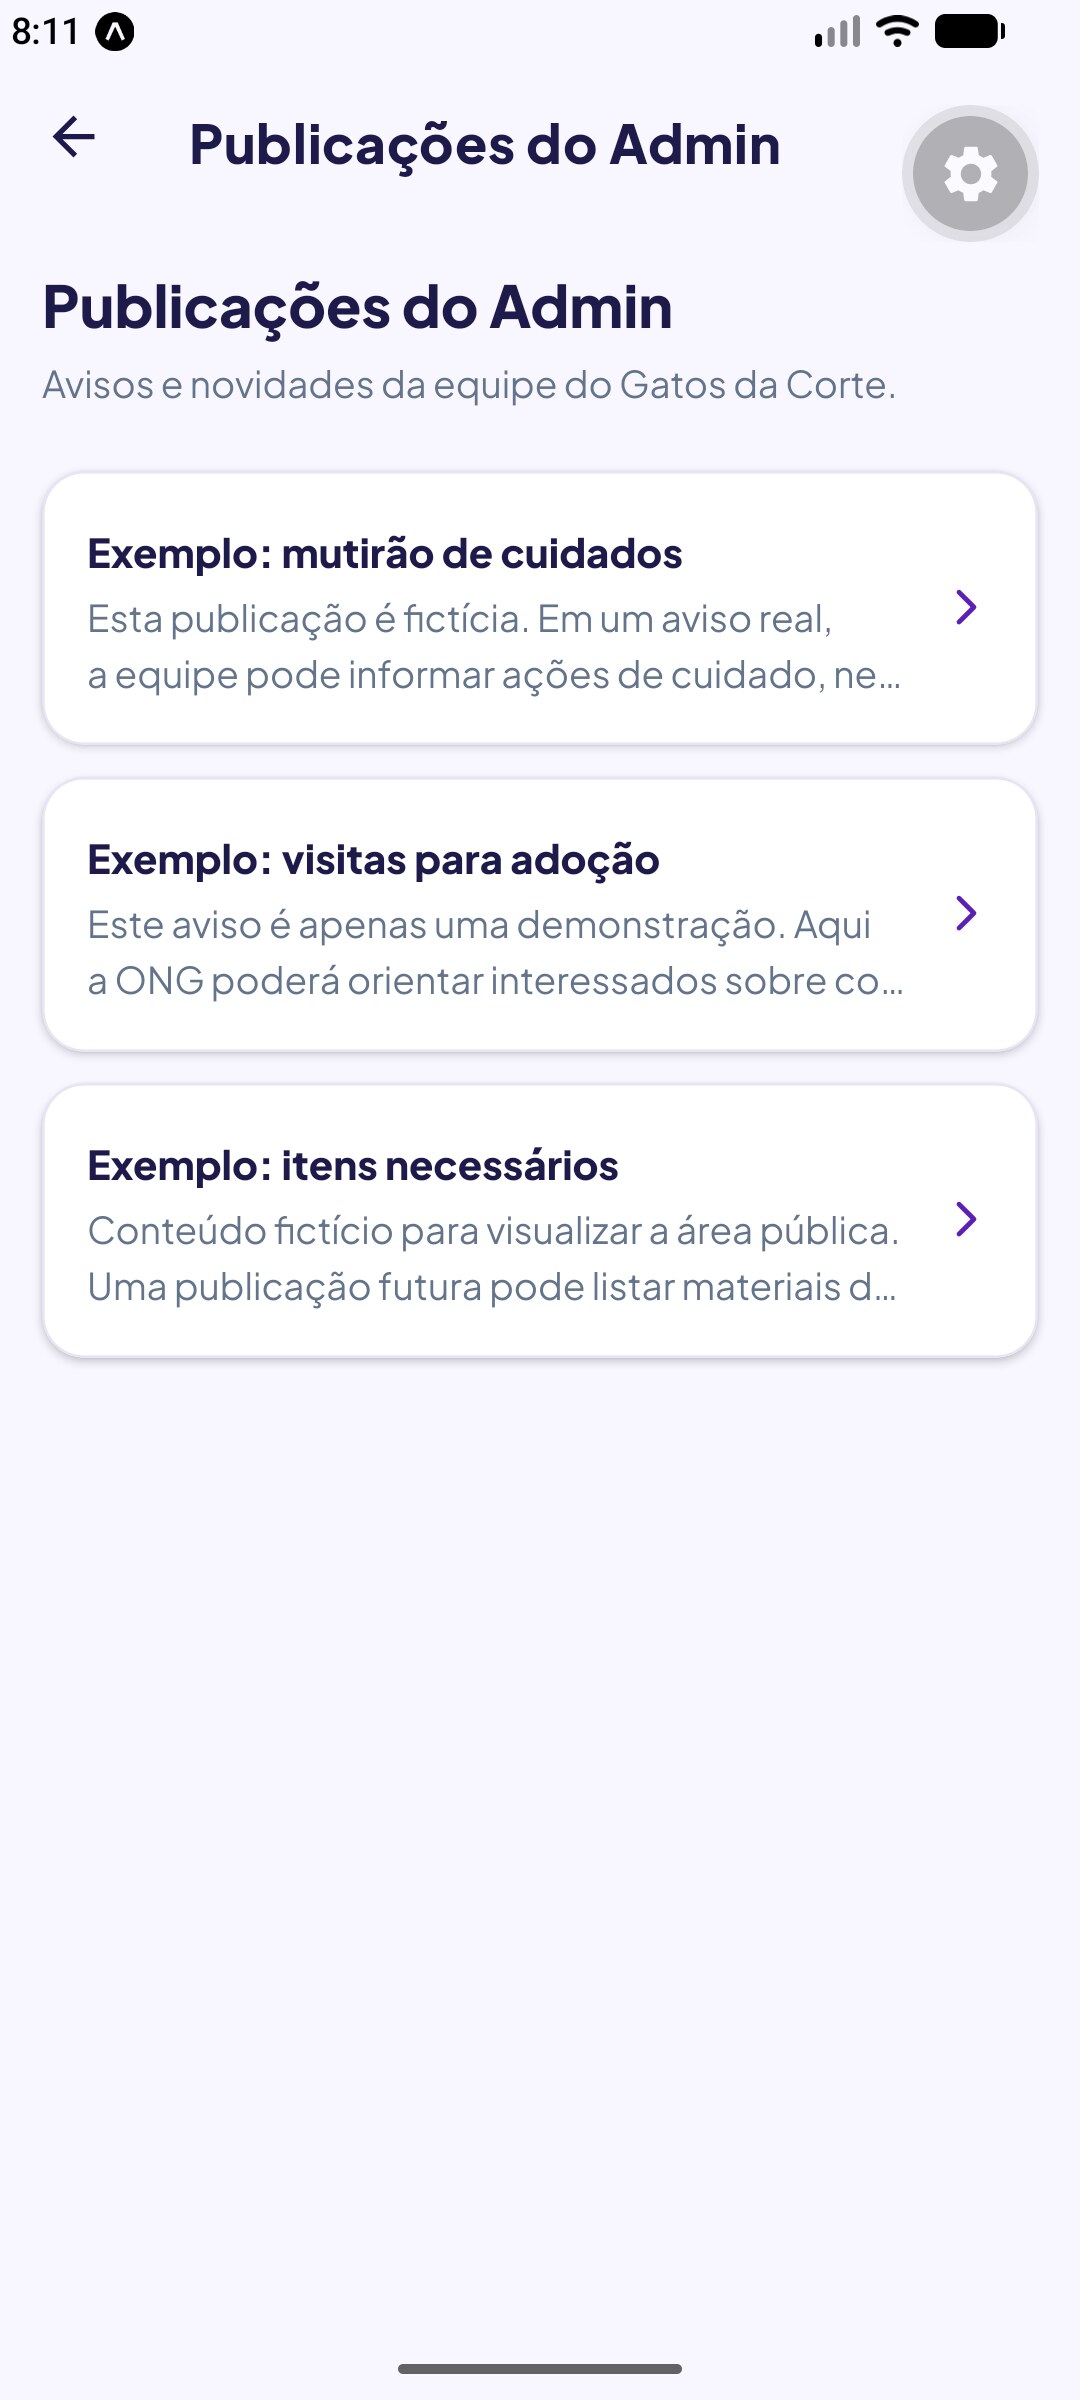 8:11
Publicações do Admin
Publicações do Admin
Avisos e novidades da equipe do Gatos da Corte.
Exemplo: mutirão de cuidados
Esta publicação é fictícia. Em um aviso real,
a equipe pode informar ações de cuidado, ne...
Exemplo: visitas para adoção
Este aviso é apenas uma demonstração. Aqui
a ONG poderá orientar interessados sobre co...
Exemplo: itens necessários
Conteúdo fictício para visualizar a área pública.
Uma publicação futura pode listar materiais d...